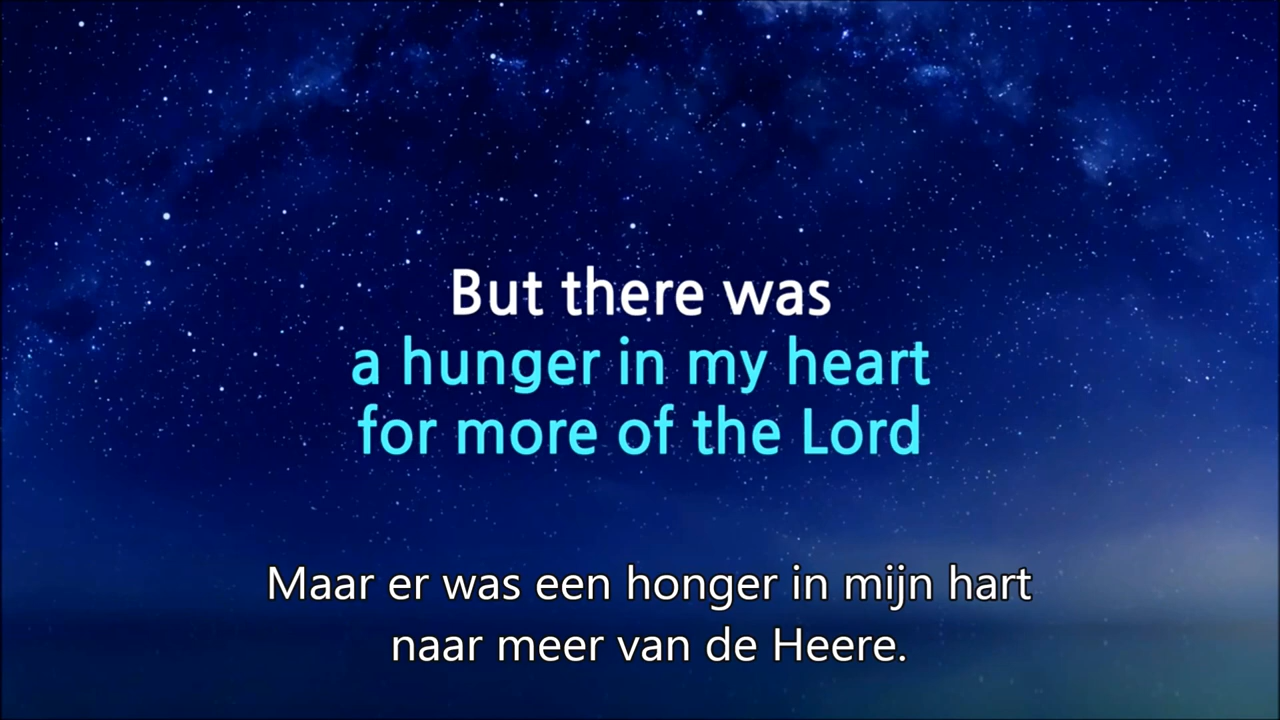 But there was
a hunger in my heart
for more of the Lord
Maar er was een honger in mijn hart
naar meer van de Heere.